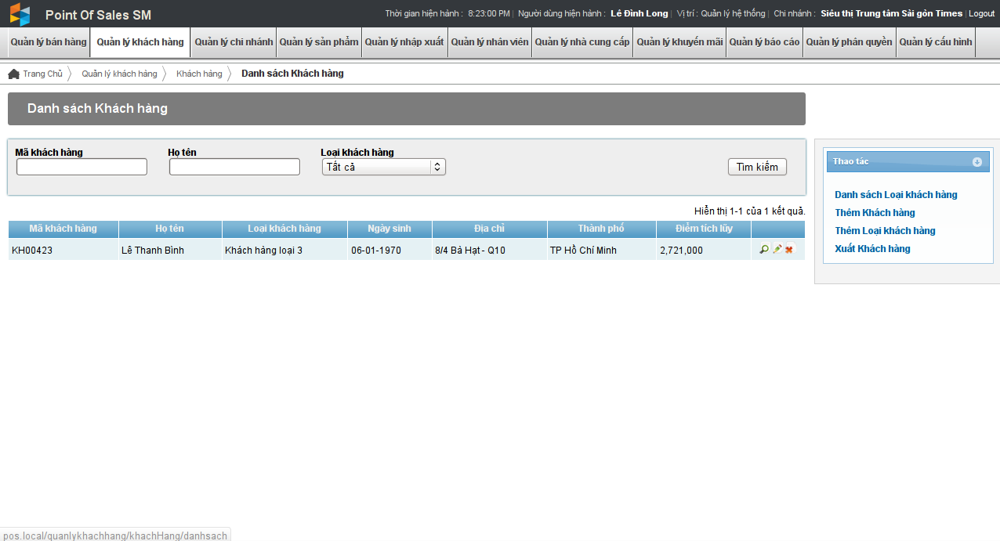 Point Of Sales SM
Thời gian hiện hành : 8:23:00 PM | Người dùng hiện hành : Lê Đình Long | Vị trí : Quản lý hệ thống | Chi nhánh : Siêu thị Trung tâm Sài gòn Times | Logout
Quản lý bán hàng Quản lý khách hàng Quản lý chi nhánh Quản lý sản phẩm Quản lý nhập xuất Quản lý nhân viên Quản lý nhà cung cấp Quản lý khuyến mãi Quản lý báo cáo Quản lý phân quyền Quản lý cấu hình
Trang Chủ Quản lý khách hàng Khách hàng Danh sách Khách hàng
Danh sách Khách hàng
Mã khách hàng Họ tên Loại khách hàng
Tất cả Tìm kiếm
Hiển thị 1-1 của 1 kết quả.
Mã khách hàng Họ tên Loại khách hàng Ngày sinh Địa chỉ Thành phố Điểm tích lũy
KH00423 Lê Thanh Bình Khách hàng loại 3 06-01-1970 8/4 Bà Hạt - Q10 TP Hồ Chí Minh 2,721,000
Thao tác
Danh sách Loại khách hàng
Thêm Khách hàng
Thêm Loại khách hàng
Xuất Khách hàng
pos.local/quanlykhachhang/khachHang/danhsach